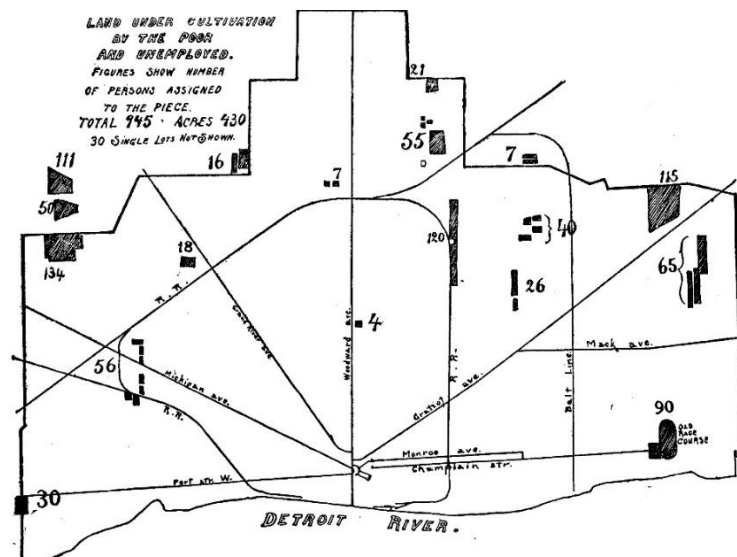 LAND UNDER CULTIVATION
BY THE POOR
AND UNEMPLOYED.
FIGURES SHOW NUMBER
OF PERSONS ASSIGNED
TO THE PIECE.
TOTAL 945 · ACRES 430
30 SINGLE LOTS NOT SHOWN.
21
55
16
111
7
7
115
50
40
120
18
134
65
R. R.
26
Grand River ave
4
Woodward ave.
R. R.
Mack ave.
56
Michigan ave.
Gratiot ave.
Belt Line.
R. R.
90
OLD
RACE
COURSE
Monroe ave.
Champlain str.
Fort str. W.
30
DETROIT RIVER.